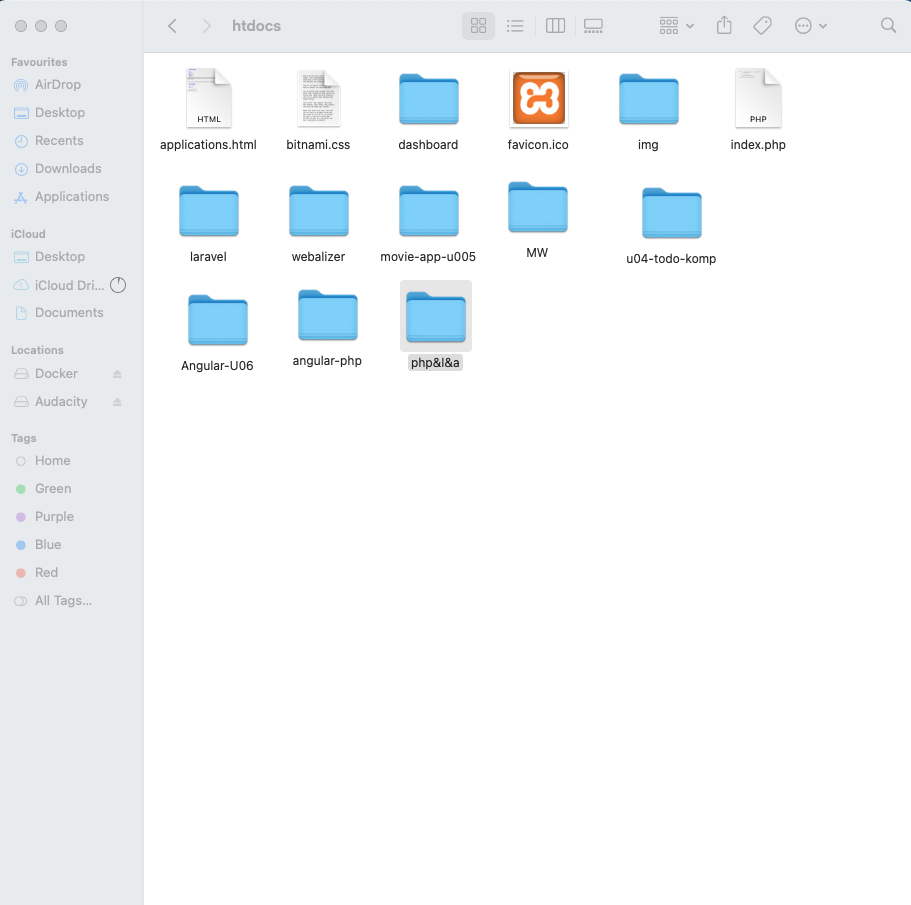 htdocs
Favourites
AirDrop
Desktop
Recents
Downloads
Applications
iCloud
Desktop
iCloud Dri...
Documents
Locations
Docker
Audacity
Tags
Home
Green
Purple
Blue
Red
All Tags...
HTML
PHP
applications.html bitnami.css dashboard favicon.ico img index.php
laravel webalizer movie-app-u005 MW u04-todo-komp
Angular-U06 angular-php php&l&a